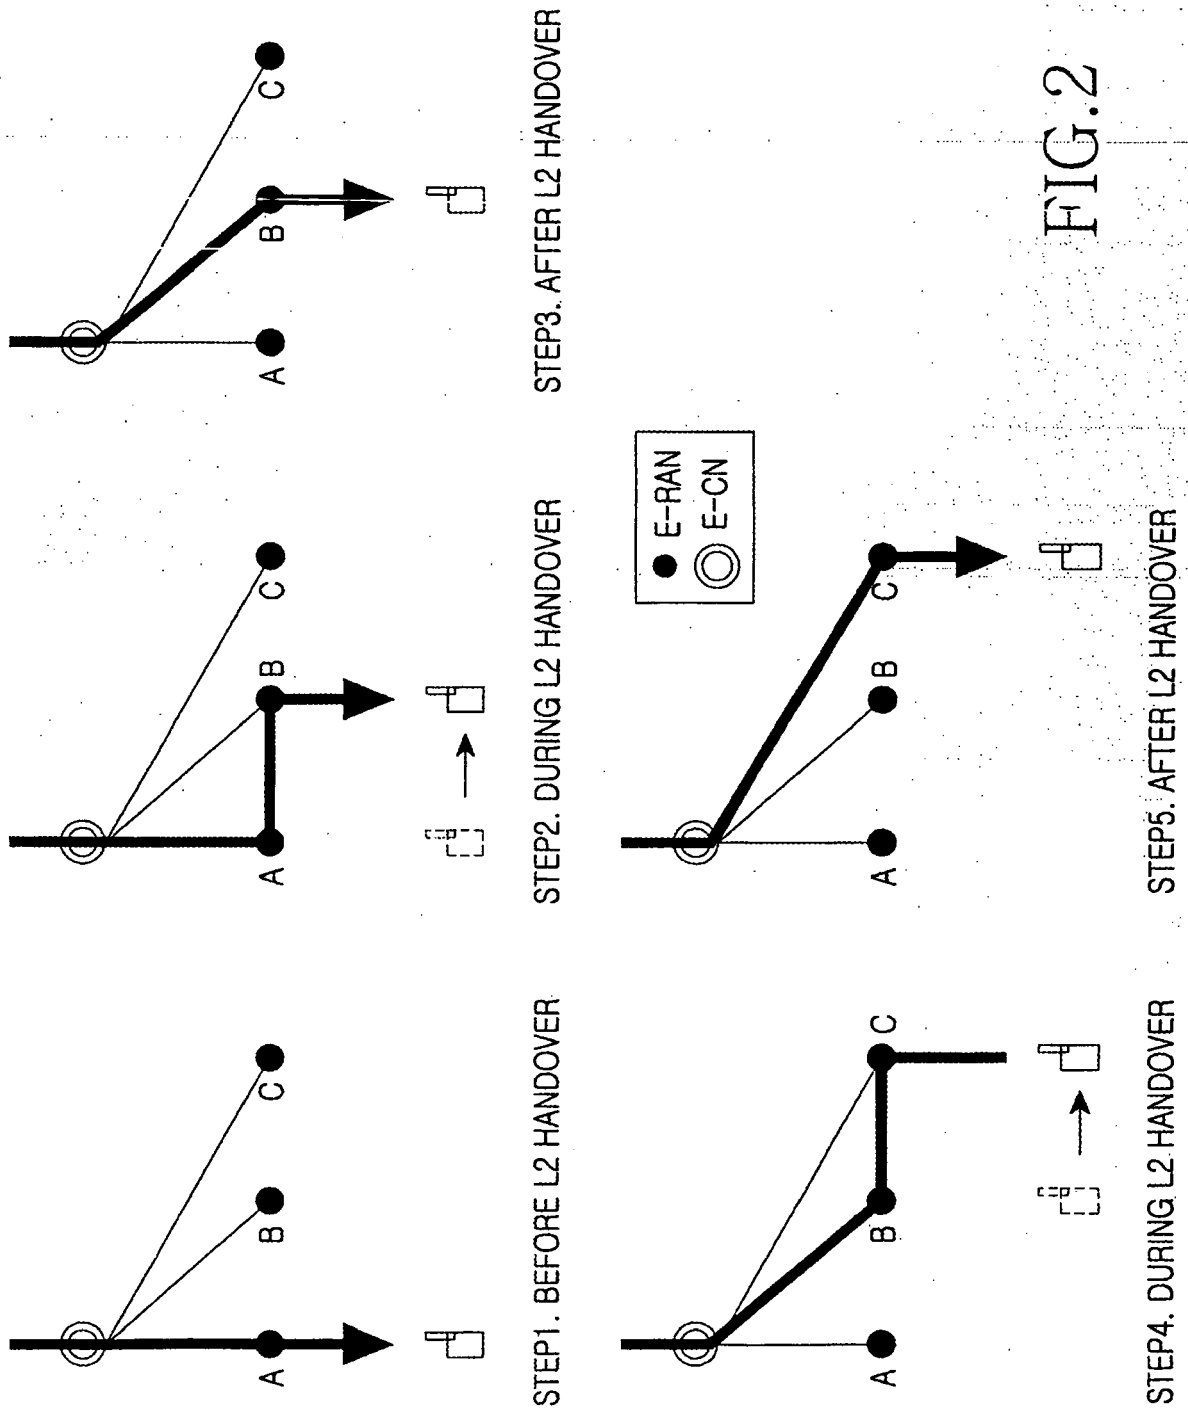 A
B
C
STEP1. BEFORE L2 HANDOVER
A
B
C
STEP2. DURING L2 HANDOVER
A
B
C
STEP3. AFTER L2 HANDOVER
A
B
C
STEP4. DURING L2 HANDOVER
E-RAN
E-CN
A
B
C
STEP5. AFTER L2 HANDOVER
FIG.2